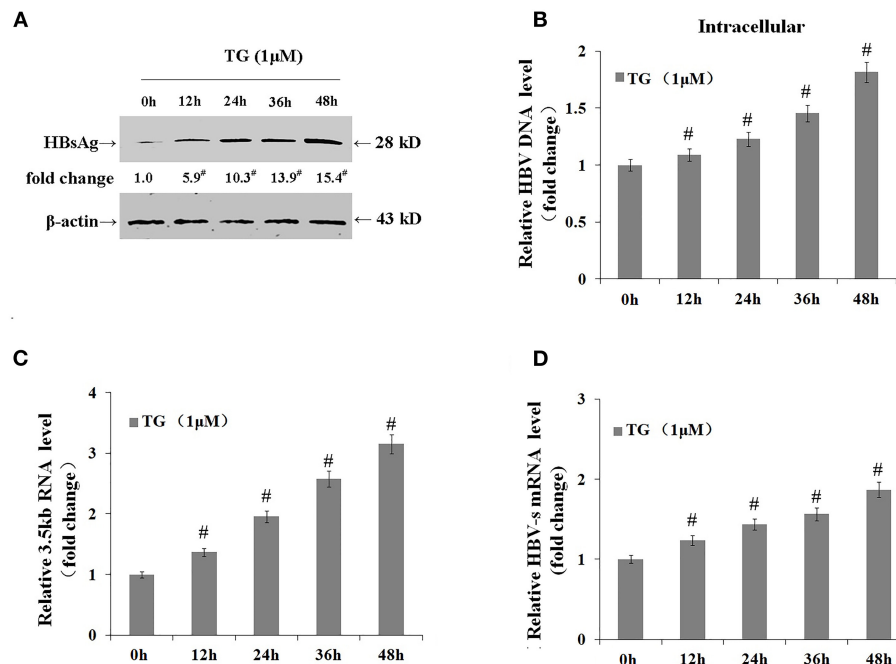 A
TG (1μM)
0h 12h 24h 36h 48h
HBsAg→ ← 28 kD
fold change 1.0 5.9# 10.3# 13.9# 15.4#
β-actin→ ← 43 kD
B
Intracellular
Relative HBV DNA level
（fold change）
2
1.5
1
0.5
0
TG （1μM）
# # # #
0h 12h 24h 36h 48h
C
Relative 3.5kb RNA level
（fold change）
4
3
2
1
0
TG （1μM）
# # # #
0h 12h 24h 36h 48h
D
Relative HBV-s mRNA level
(fold change)
3
2
1
0
TG （1μM）
# # # #
0h 12h 24h 36h 48h